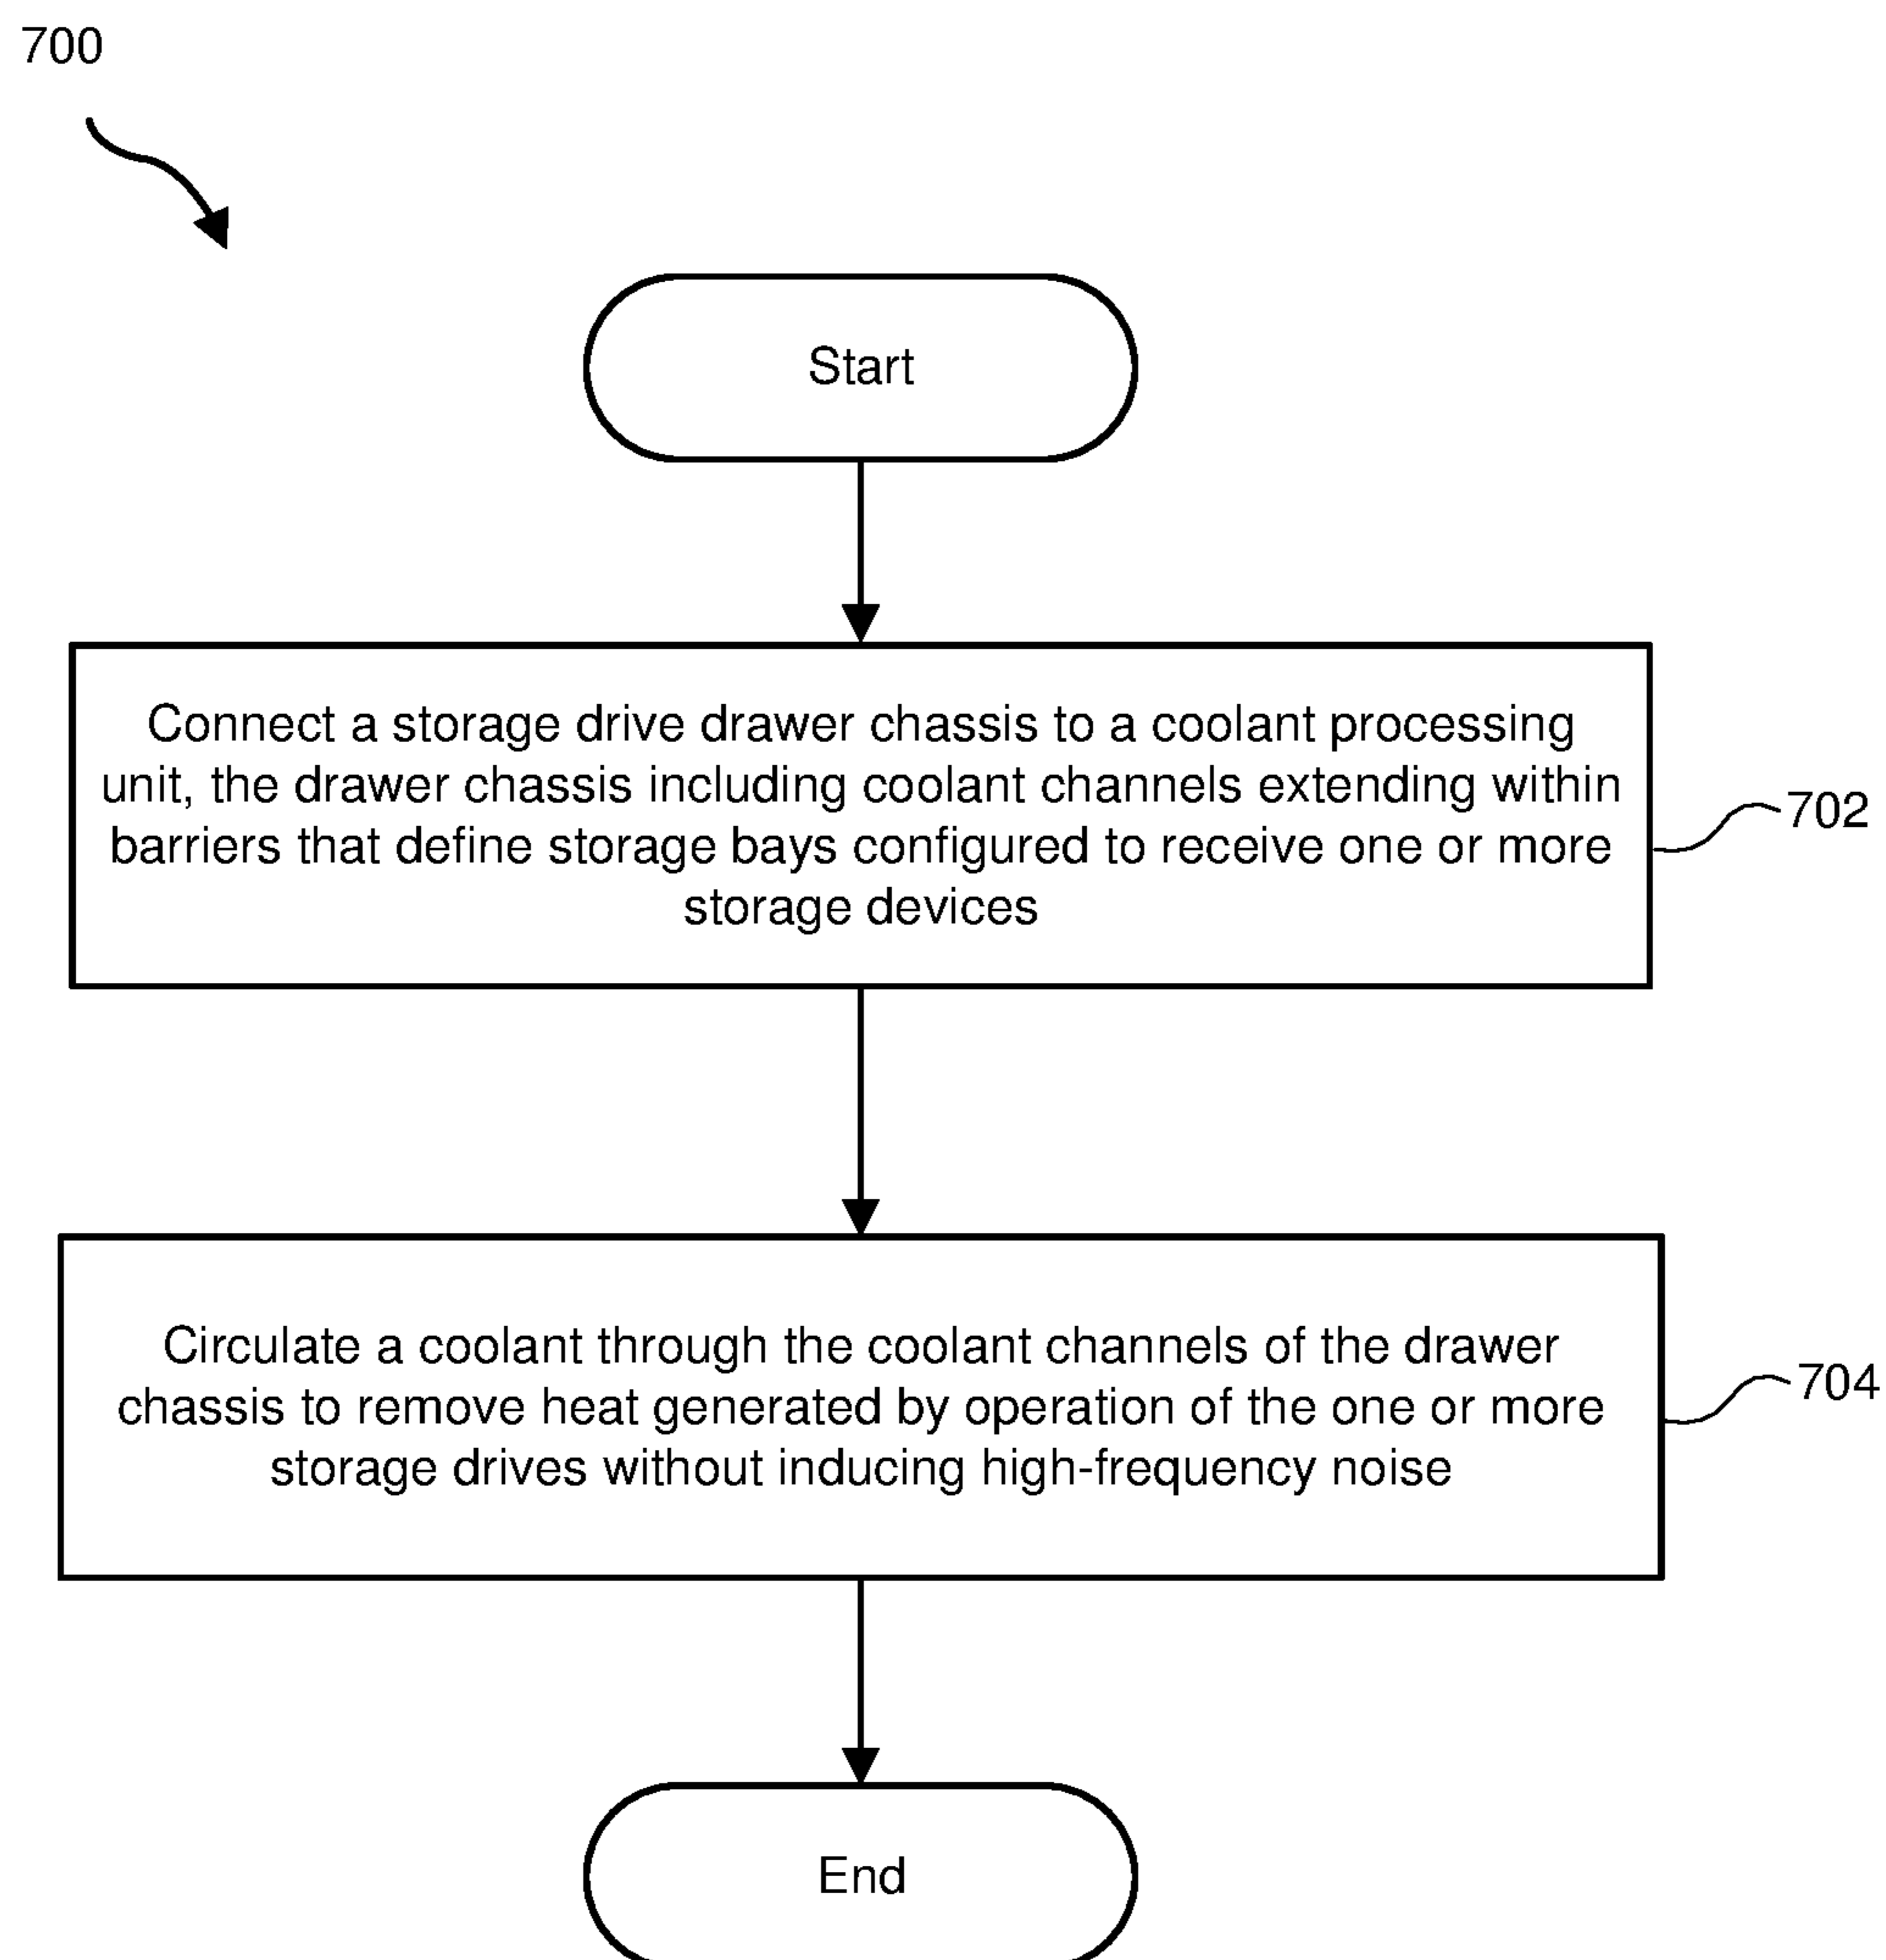 700
Start
Connect a storage drive drawer chassis to a coolant processing
unit, the drawer chassis including coolant channels extending within
barriers that define storage bays configured to receive one or more
storage devices
702
Circulate a coolant through the coolant channels of the drawer
chassis to remove heat generated by operation of the one or more
storage drives without inducing high-frequency noise
704
End